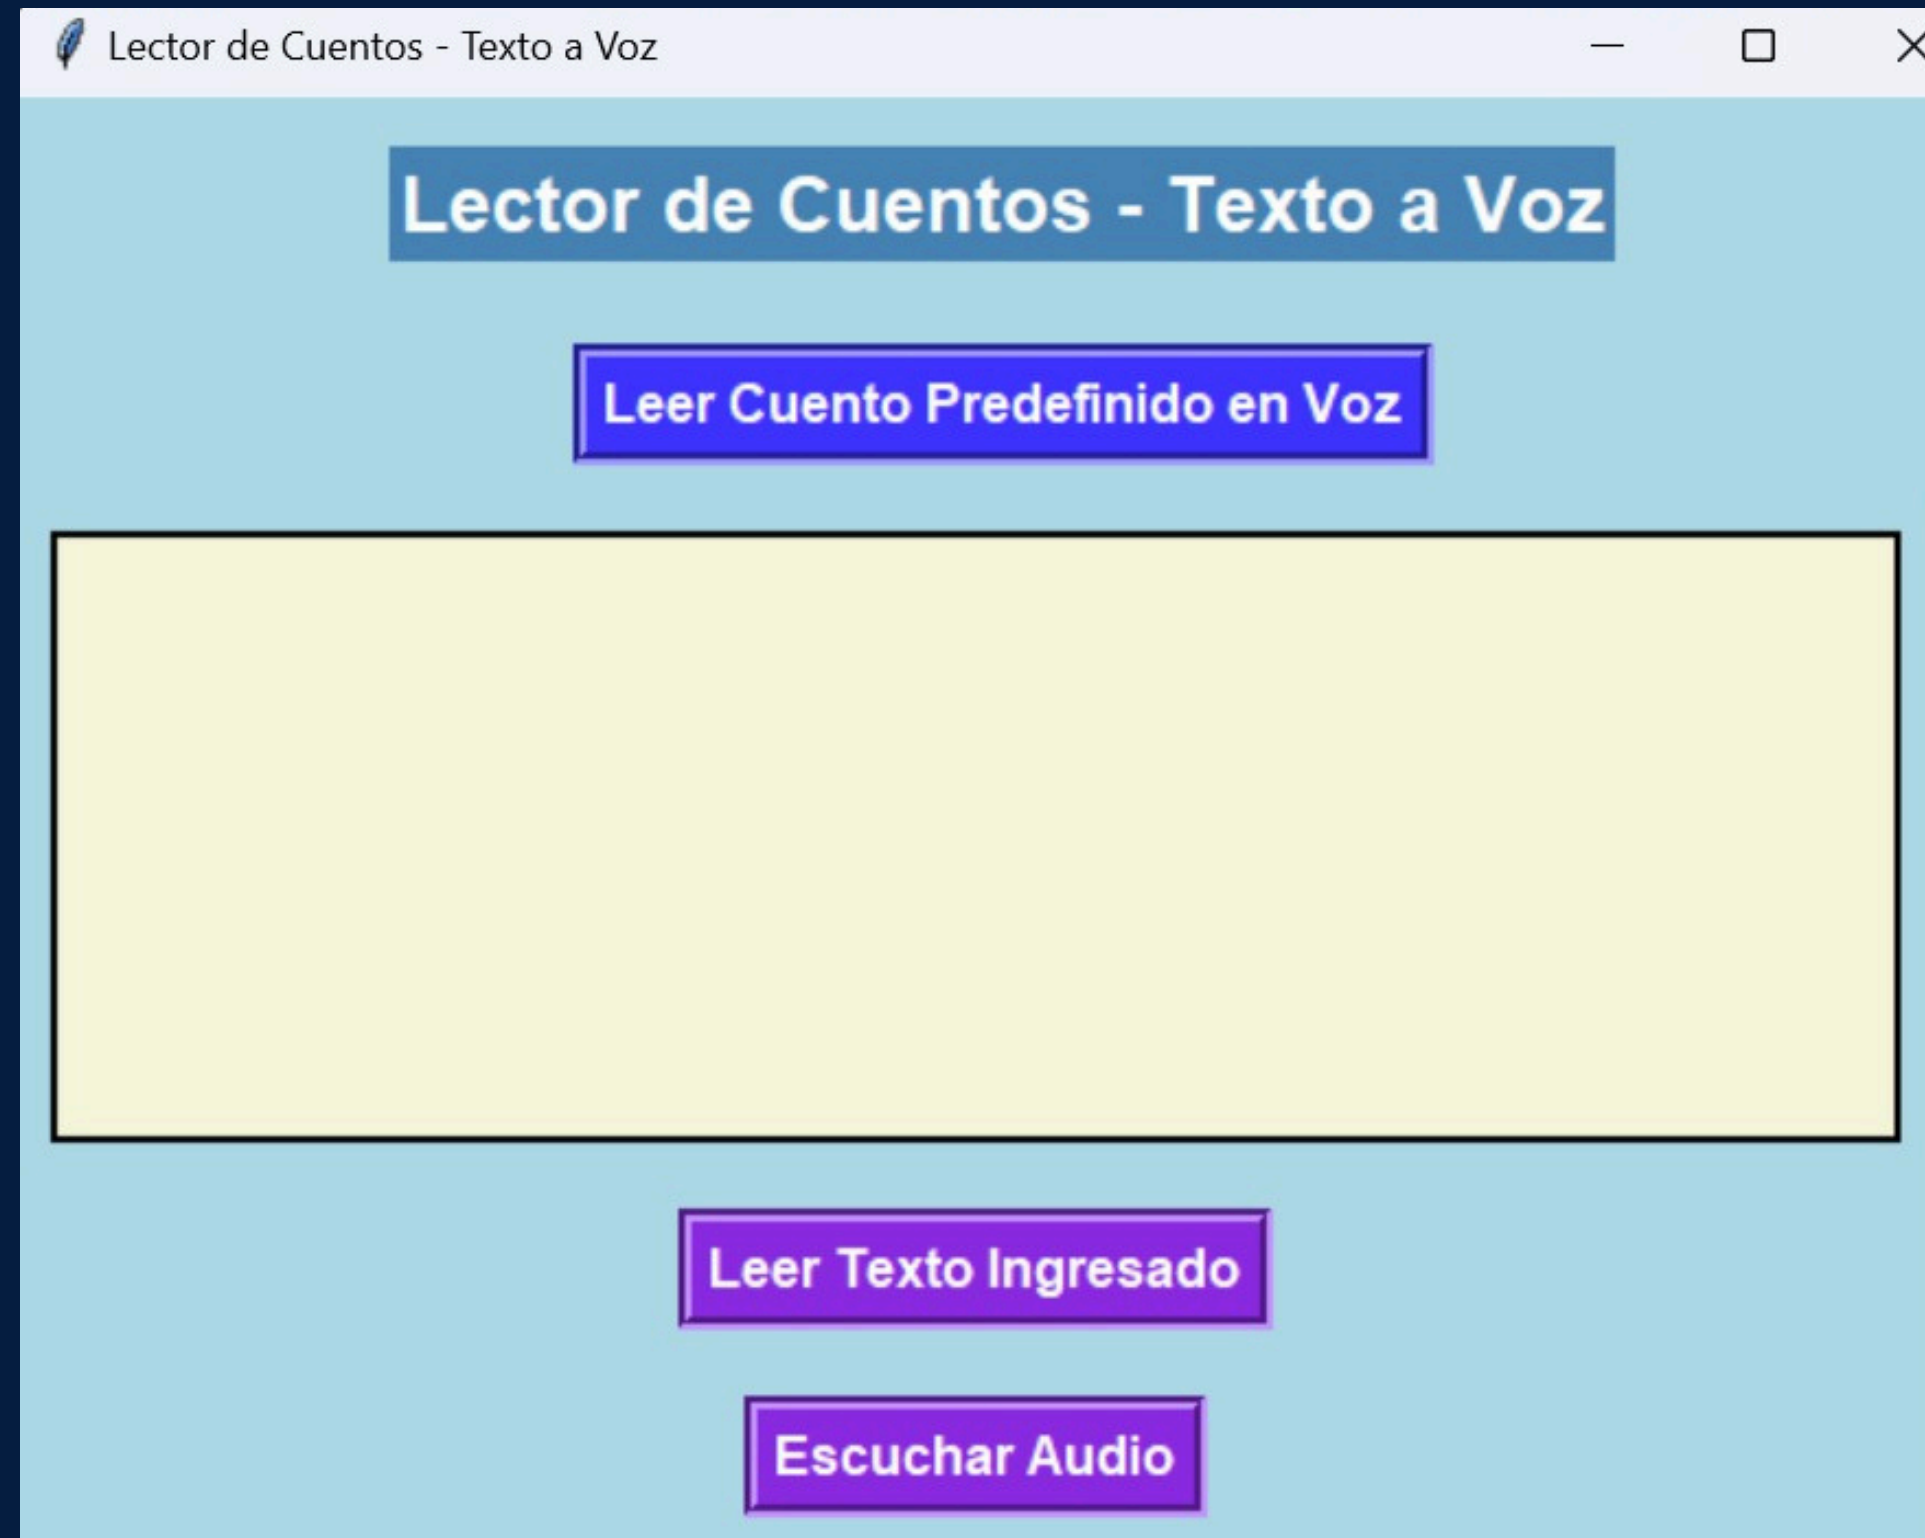 Lector de Cuentos - Texto a Voz
Lector de Cuentos - Texto a Voz
Leer Cuento Predefinido en Voz
Leer Texto Ingresado
Escuchar Audio